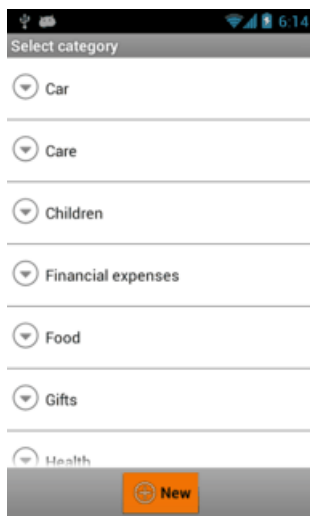 6:14
Select category
Car
Care
Children
Financial expenses
Food
Gifts
Health
New